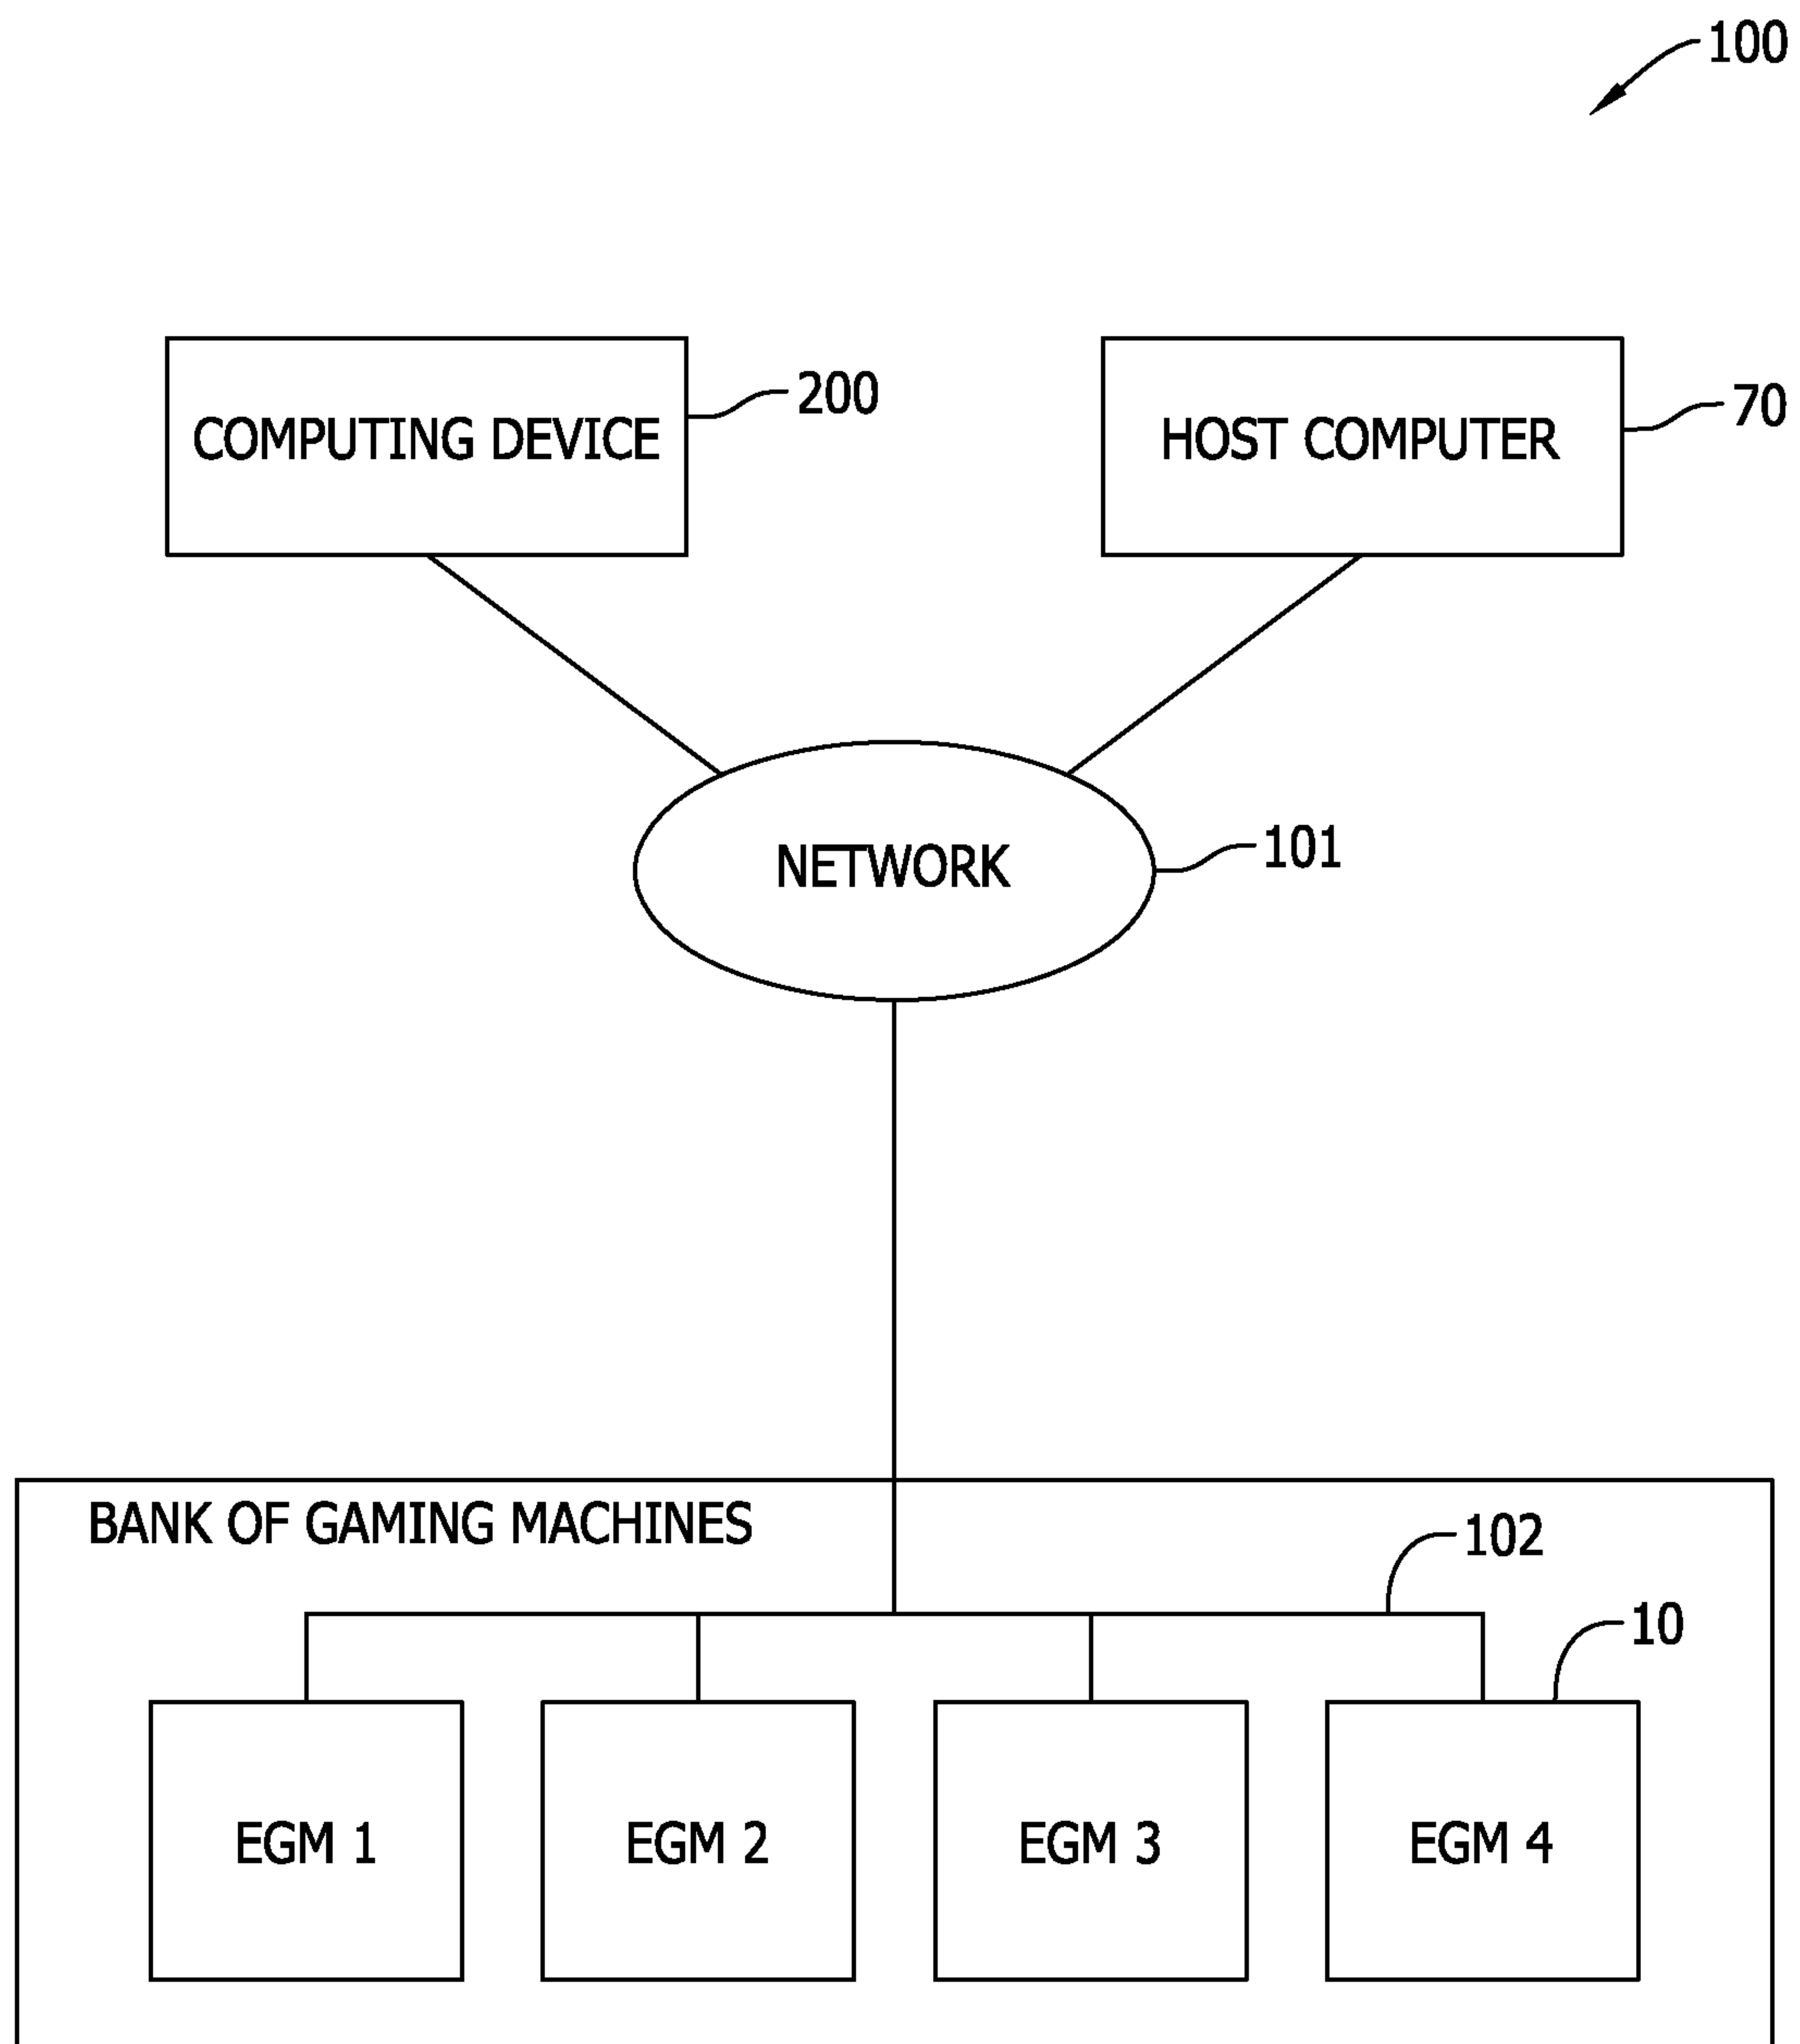 100
COMPUTING DEVICE
200
HOST COMPUTER
70
NETWORK
101
BANK OF GAMING MACHINES
102
10
EGM 1
EGM 2
EGM 3
EGM 4